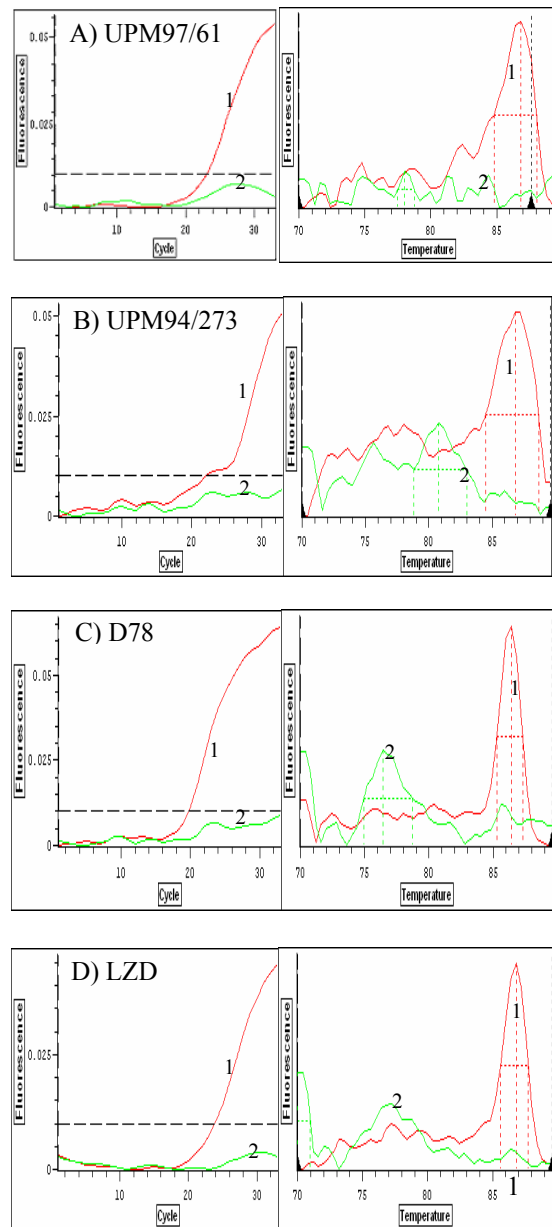 A) UPM97/61
Fluorescence
0.05
0.025
0
1
2
10
20
30
Cycle
Fluorescence
1
2
70
75
80
85
Temperature
B) UPM94/273
Fluorescence
0.05
0.025
0
1
2
10
20
30
Cycle
Fluorescence
1
2
70
75
80
85
Temperature
C) D78
Fluorescence
0.05
0.025
0
1
2
10
20
30
Cycle
Fluorescence
1
2
70
75
80
85
Temperature
D) LZD
Fluorescence
0.025
0
1
2
10
20
30
Cycle
Fluorescence
1
2
70
75
80
85
1
Temperature